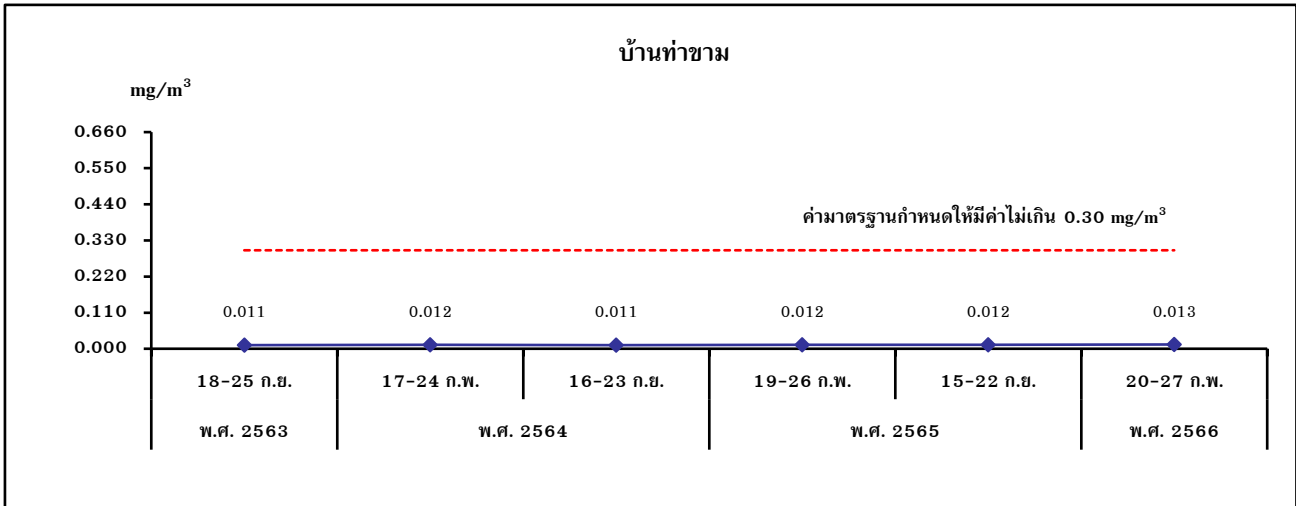 บ้านท่าขาม
mg/m³
0.660
0.550
0.440
ค่ามาตรฐานกำหนดให้มีค่าไม่เกิน 0.30 mg/m³
0.330
0.220
0.110
0.011 0.012 0.011 0.012 0.012 0.013
0.000
18-25 ก.ย. 17-24 ก.พ. 16-23 ก.ย. 19-26 ก.พ. 15-22 ก.ย. 20-27 ก.พ.
พ.ศ. 2563 พ.ศ. 2564 พ.ศ. 2565 พ.ศ. 2566